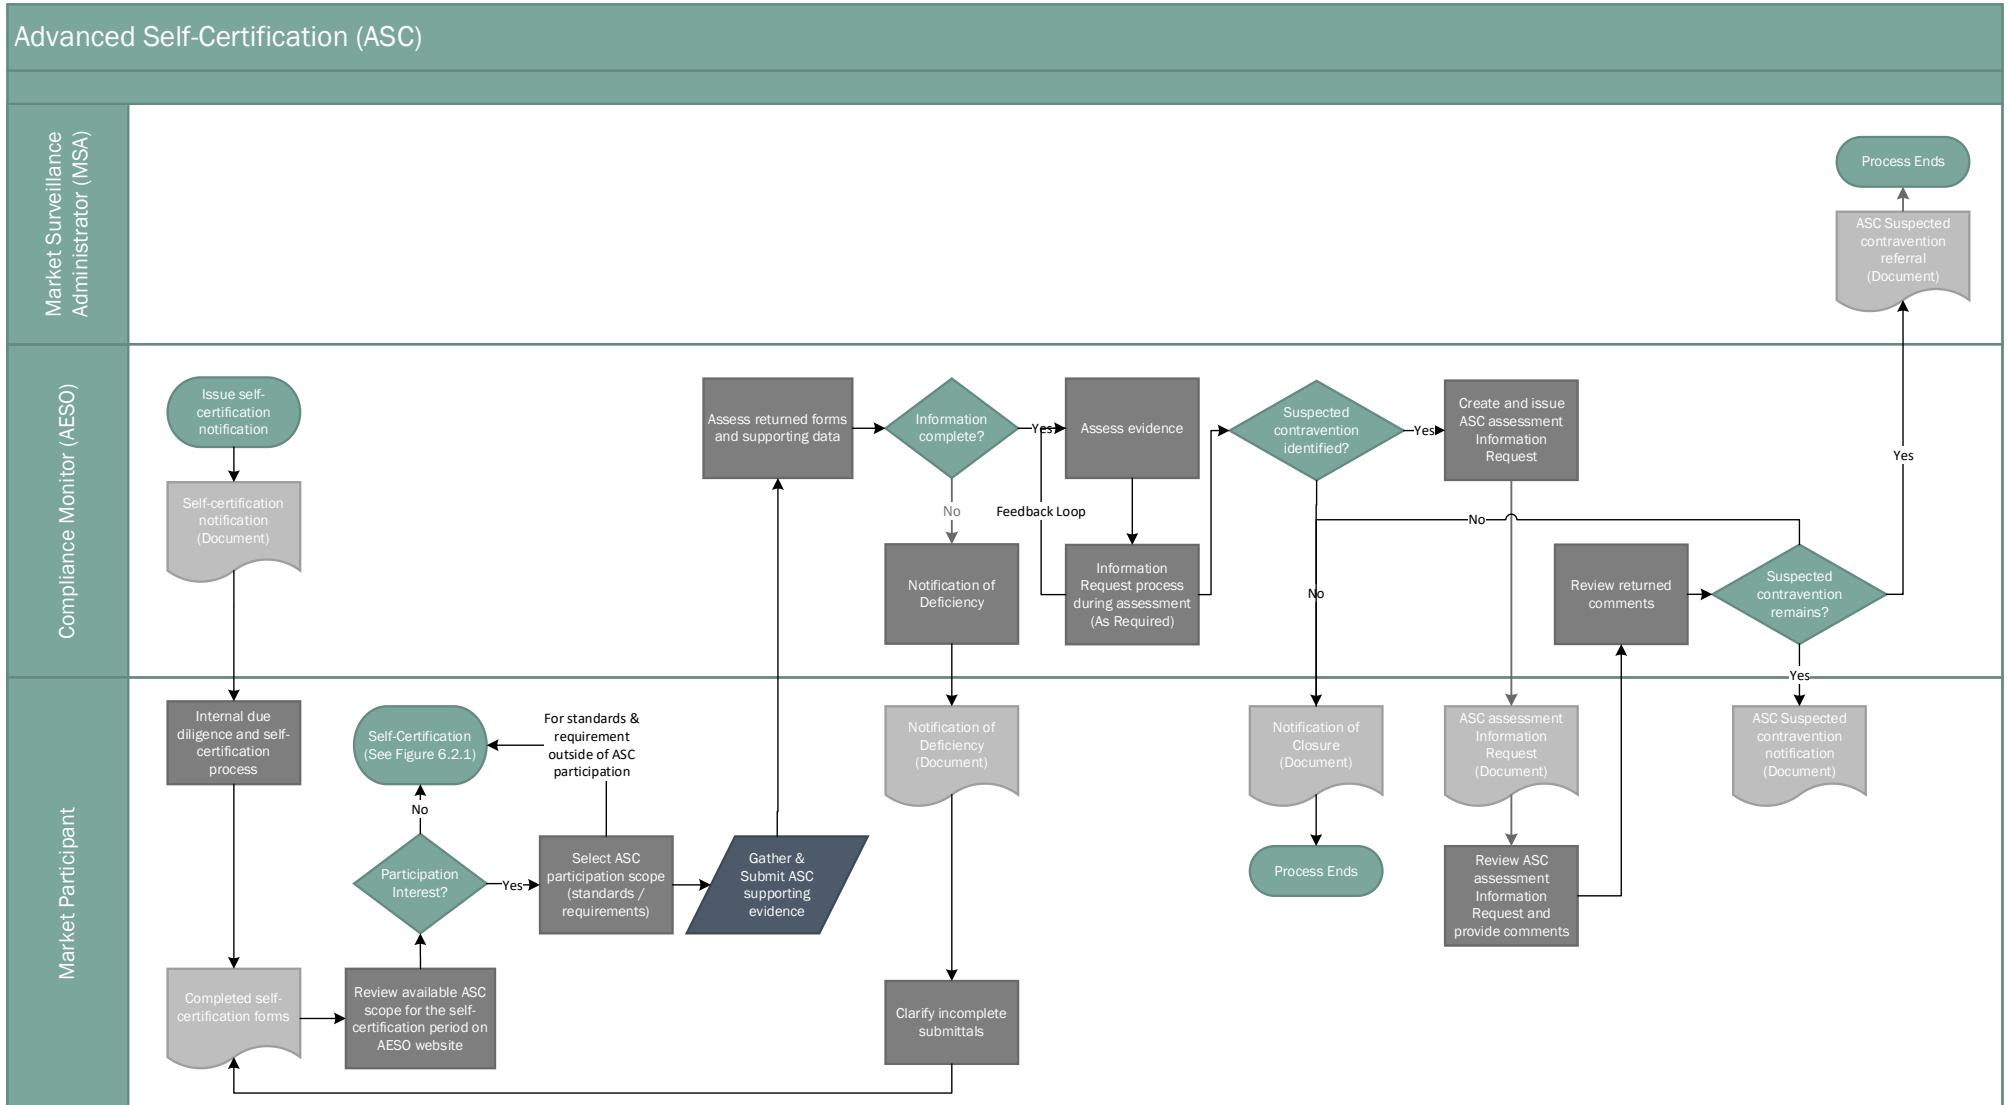 Advanced Self-Certification (ASC)
Market Surveillance
Administrator (MSA)
Process Ends
ASC Suspected
contravention
referral
(Document)
Compliance Monitor (AESO)
Issue self-
certification
notification
Self-certification
notification
(Document)
Assess returned forms
and supporting data
Information
complete?
Yes
No
Assess evidence
Feedback Loop
Notification of
Deficiency
Information
Request process
during assessment
(As Required)
Suspected
contravention
identified?
Yes
No
Create and issue
ASC assessment
Information
Request
No
Review returned
comments
Suspected
contravention
remains?
Yes
Yes
Market Participant
Internal due
diligence and self-
certification
process
Completed self-
certification forms
Review available ASC
scope for the self-
certification period on
AESO website
Participation
Interest?
No
Yes
Self-Certification
(See Figure 6.2.1)
For standards &
requirement
outside of ASC
participation
Select ASC
participation scope
(standards /
requirements)
Gather &
Submit ASC
supporting
evidence
Notification of
Deficiency
(Document)
Clarify incomplete
submittals
Notification of
Closure
(Document)
Process Ends
ASC assessment
Information
Request
(Document)
Review ASC
assessment
Information
Request and
provide comments
ASC Suspected
contravention
notification
(Document)